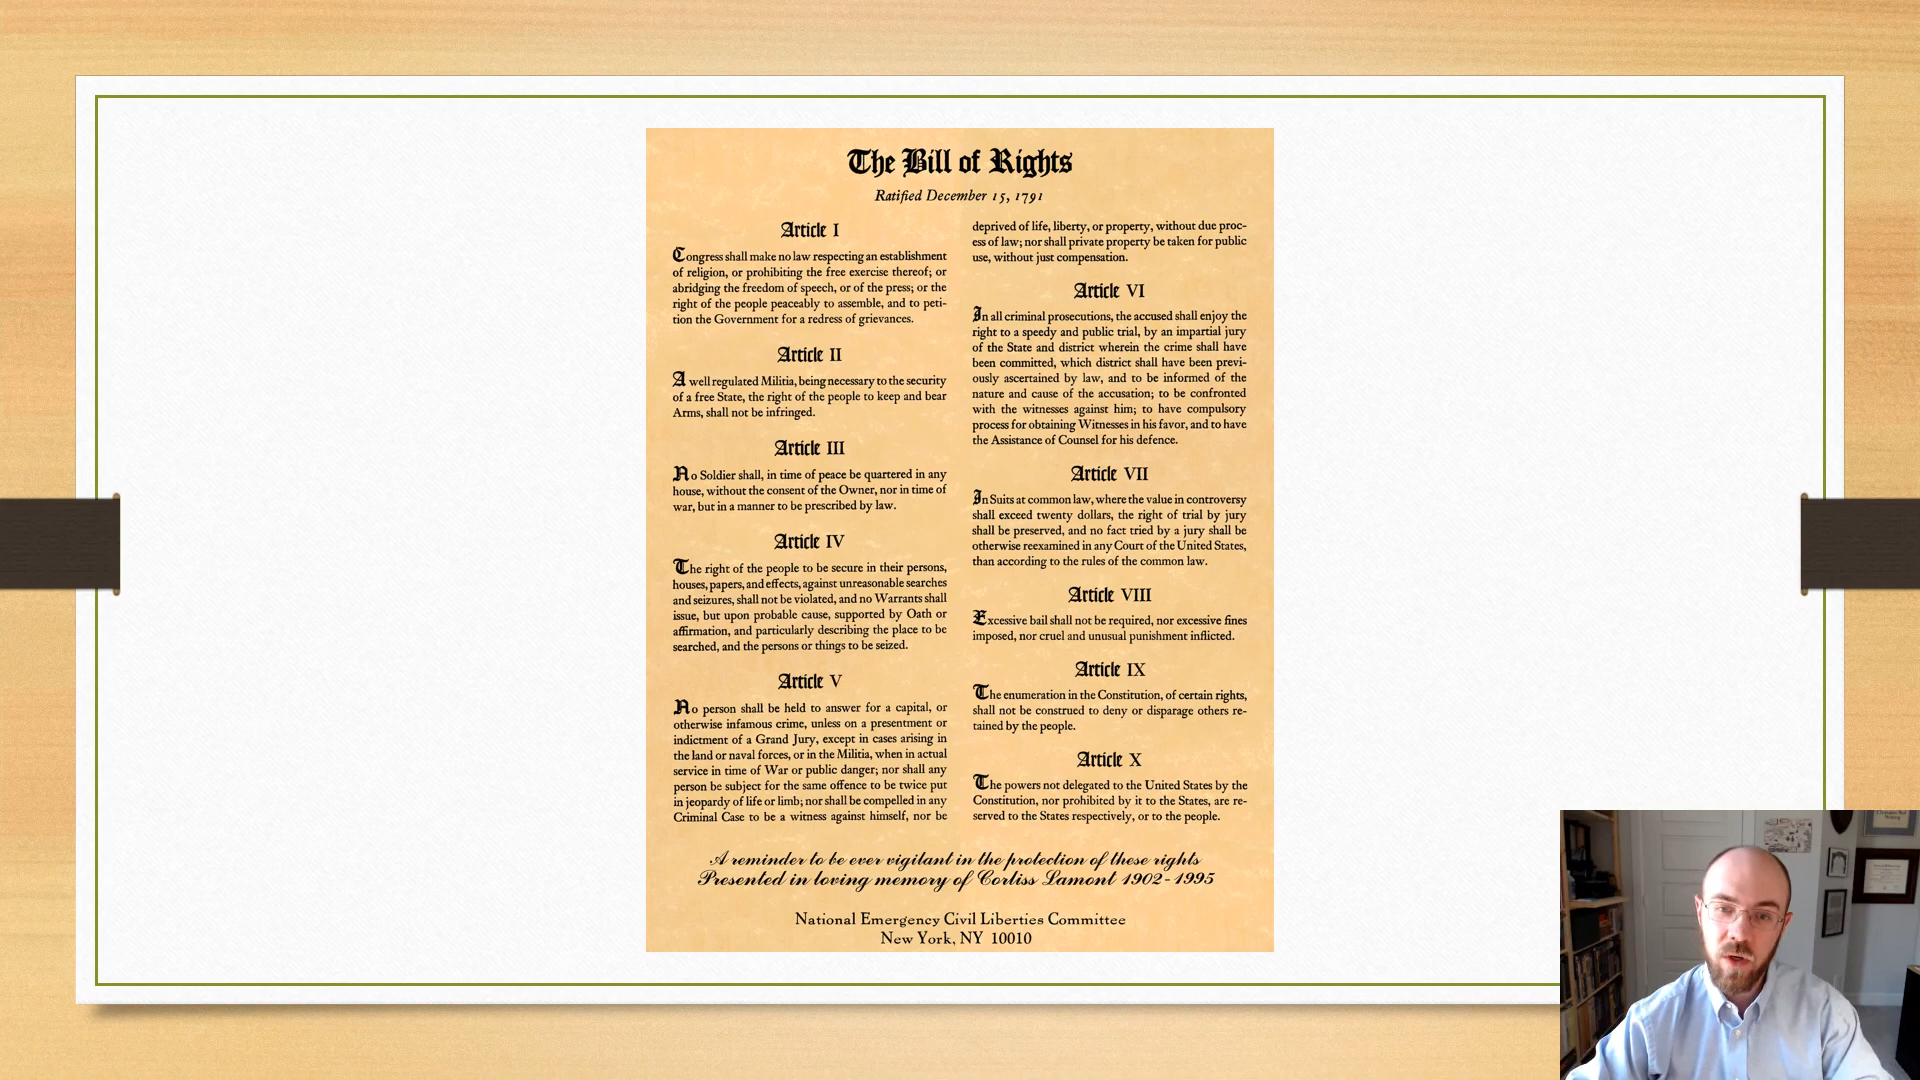 The Bill of Rights
Ratified December 15, 1791
Article I
Congress shall make no law respecting an establishment
of religion, or prohibiting the free exercise thereof; or
abridging the freedom of speech, or of the press; or the
right of the people peaceably to assemble, and to peti-
tion the Government for a redress of grievances.
Article II
A well regulated Militia, being necessary to the security
of a free State, the right of the people to keep and bear
Arms, shall not be infringed.
Article III
No Soldier shall, in time of peace be quartered in any
house, without the consent of the Owner, nor in time of
war, but in a manner to be prescribed by law.
Article IV
The right of the people to be secure in their persons,
houses, papers, and effects, against unreasonable searches
and seizures, shall not be violated, and no Warrants shall
issue, but upon probable cause, supported by Oath or
affirmation, and particularly describing the place to be
searched, and the persons or things to be seized.
Article V
No person shall be held to answer for a capital, or
otherwise infamous crime, unless on a presentment or
indictment of a Grand Jury, except in cases arising in
the land or naval forces, or in the Militia, when in actual
service in time of War or public danger; nor shall any
person be subject for the same offence to be twice put
in jeopardy of life or limb; nor shall be compelled in any
Criminal Case to be a witness against himself, nor be
deprived of life, liberty, or property, without due proc-
ess of law; nor shall private property be taken for public
use, without just compensation.
Article VI
In all criminal prosecutions, the accused shall enjoy the
right to a speedy and public trial, by an impartial jury
of the State and district wherein the crime shall have
been committed, which district shall have been previ-
ously ascertained by law, and to be informed of the
nature and cause of the accusation; to be confronted
with the witnesses against him; to have compulsory
process for obtaining Witnesses in his favor, and to have
the Assistance of Counsel for his defence.
Article VII
In Suits at common law, where the value in controversy
shall exceed twenty dollars, the right of trial by jury
shall be preserved, and no fact tried by a jury shall be
otherwise reexamined in any Court of the United States,
than according to the rules of the common law.
Article VIII
Excessive bail shall not be required, nor excessive fines
imposed, nor cruel and unusual punishment inflicted.
Article IX
The enumeration in the Constitution, of certain rights,
shall not be construed to deny or disparage others re-
tained by the people.
Article X
The powers not delegated to the United States by the
Constitution, nor prohibited by it to the States, are re-
served to the States respectively, or to the people.
A reminder to be ever vigilant in the protection of these rights
Presented in loving memory of Corliss Lamont 1902-1995
National Emergency Civil Liberties Committee
New York, NY 10010